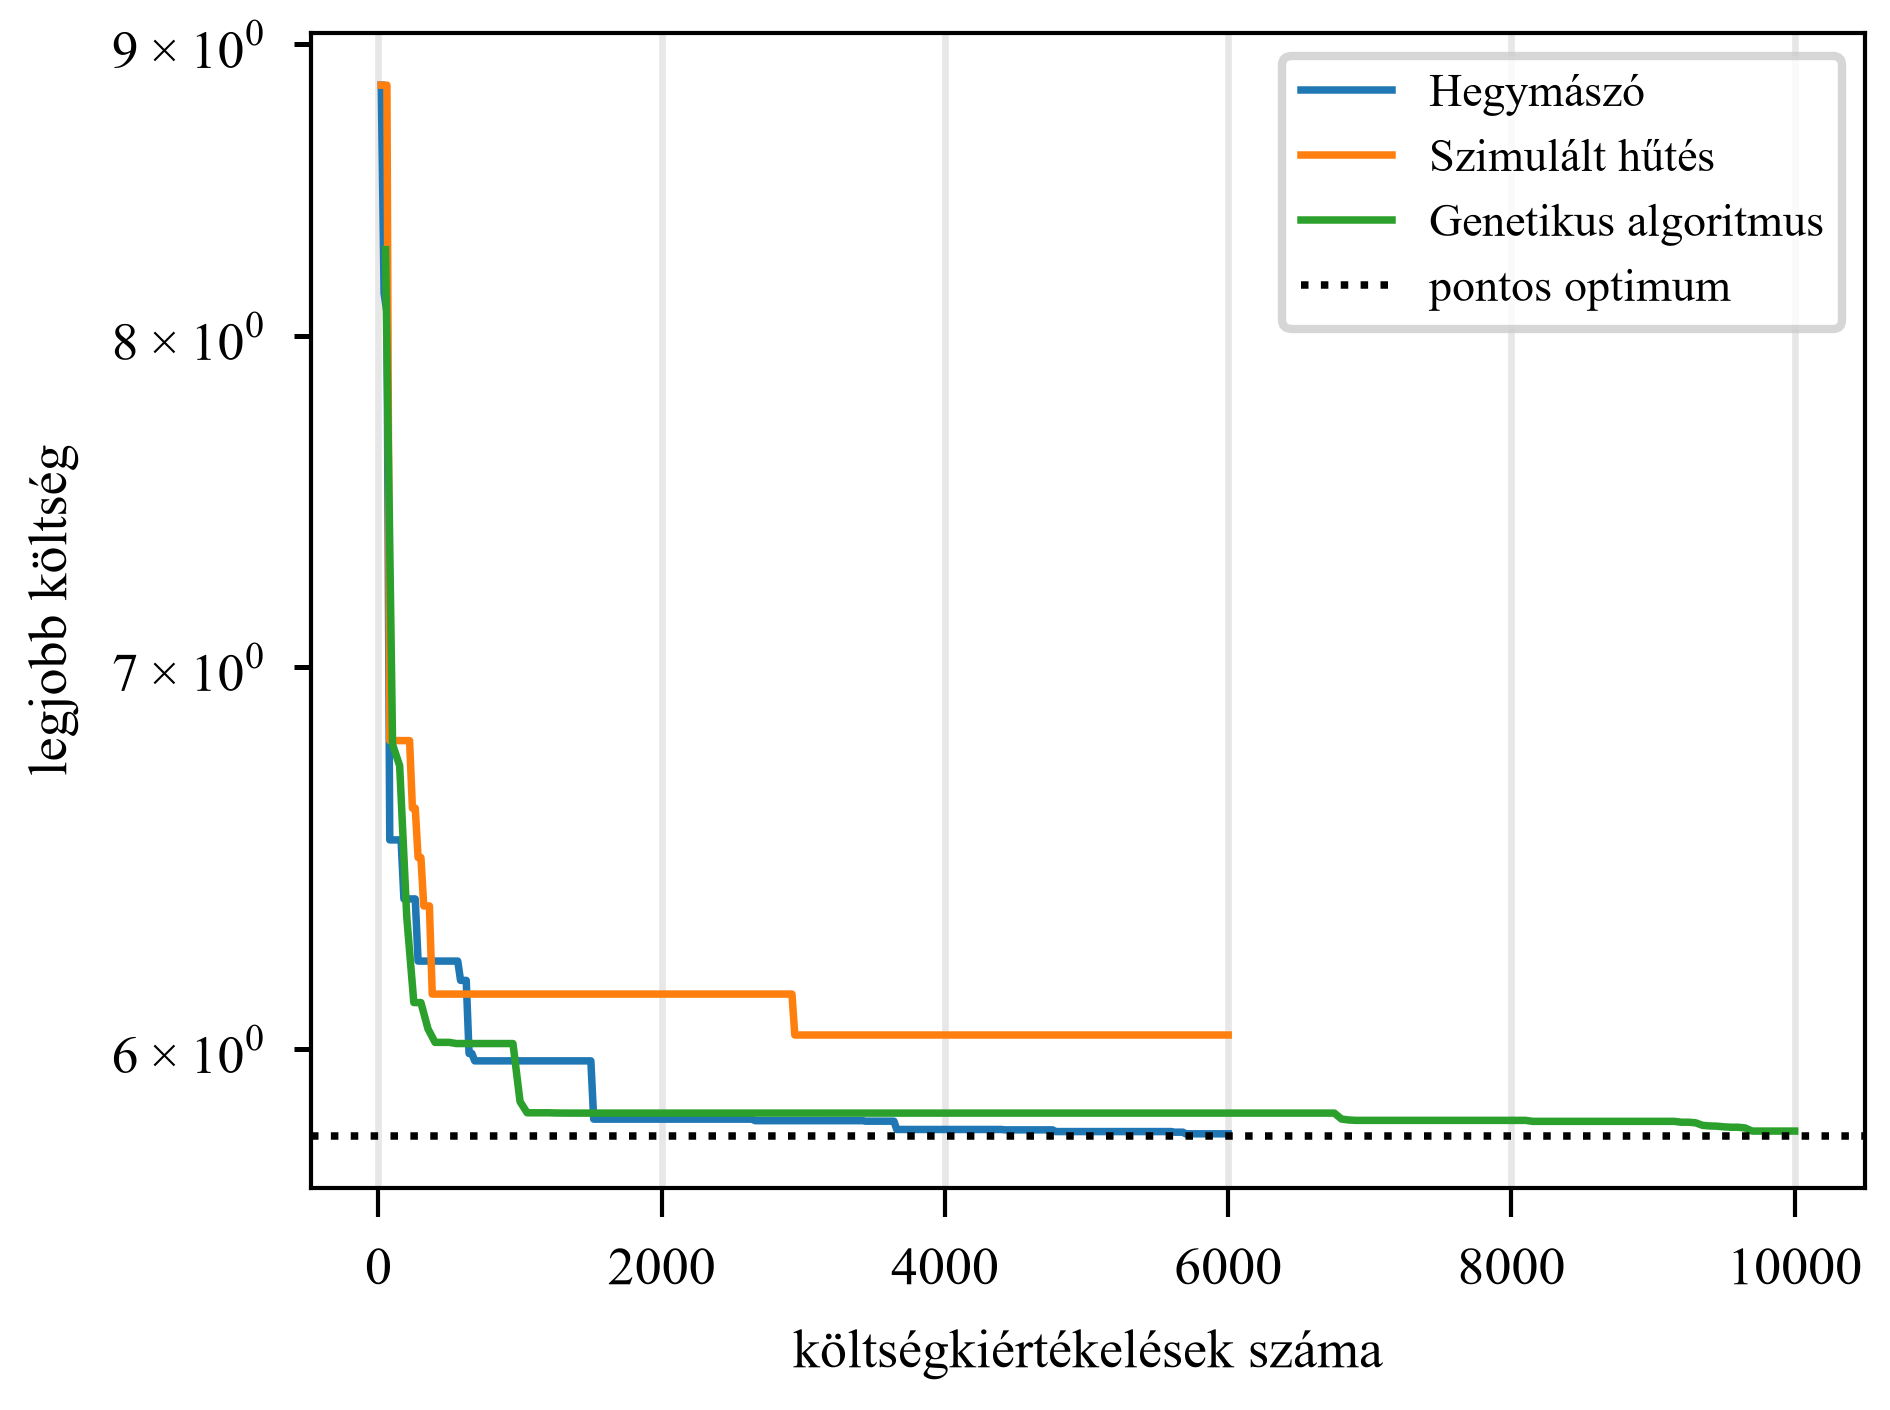 9 × 10⁰
8 × 10⁰
7 × 10⁰
6 × 10⁰
legjobb költség
Hegymászó
Szimulált hűtés
Genetikus algoritmus
pontos optimum
0 2000 4000 6000 8000 10000
költségkiértékelések száma